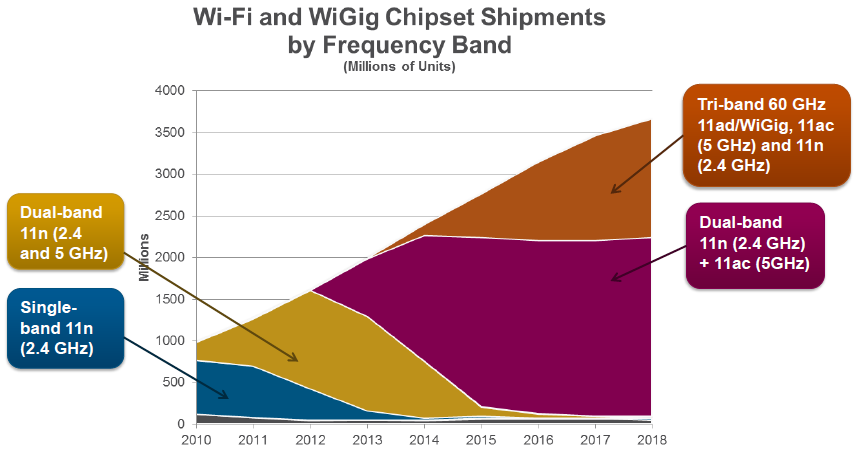 Wi-Fi and WiGig Chipset Shipments
by Frequency Band
(Millions of Units)
4000
3500
3000
2500
2000
1500
1000
500
0
Millions
2010 2011 2012 2013 2014 2015 2016 2017 2018
Dual-band
11n (2.4
and 5 GHz)
Single-
band 11n
(2.4 GHz)
Tri-band 60 GHz
11ad/WiGig, 11ac
(5 GHz) and 11n
(2.4 GHz)
Dual-band
11n (2.4 GHz)
+ 11ac (5GHz)